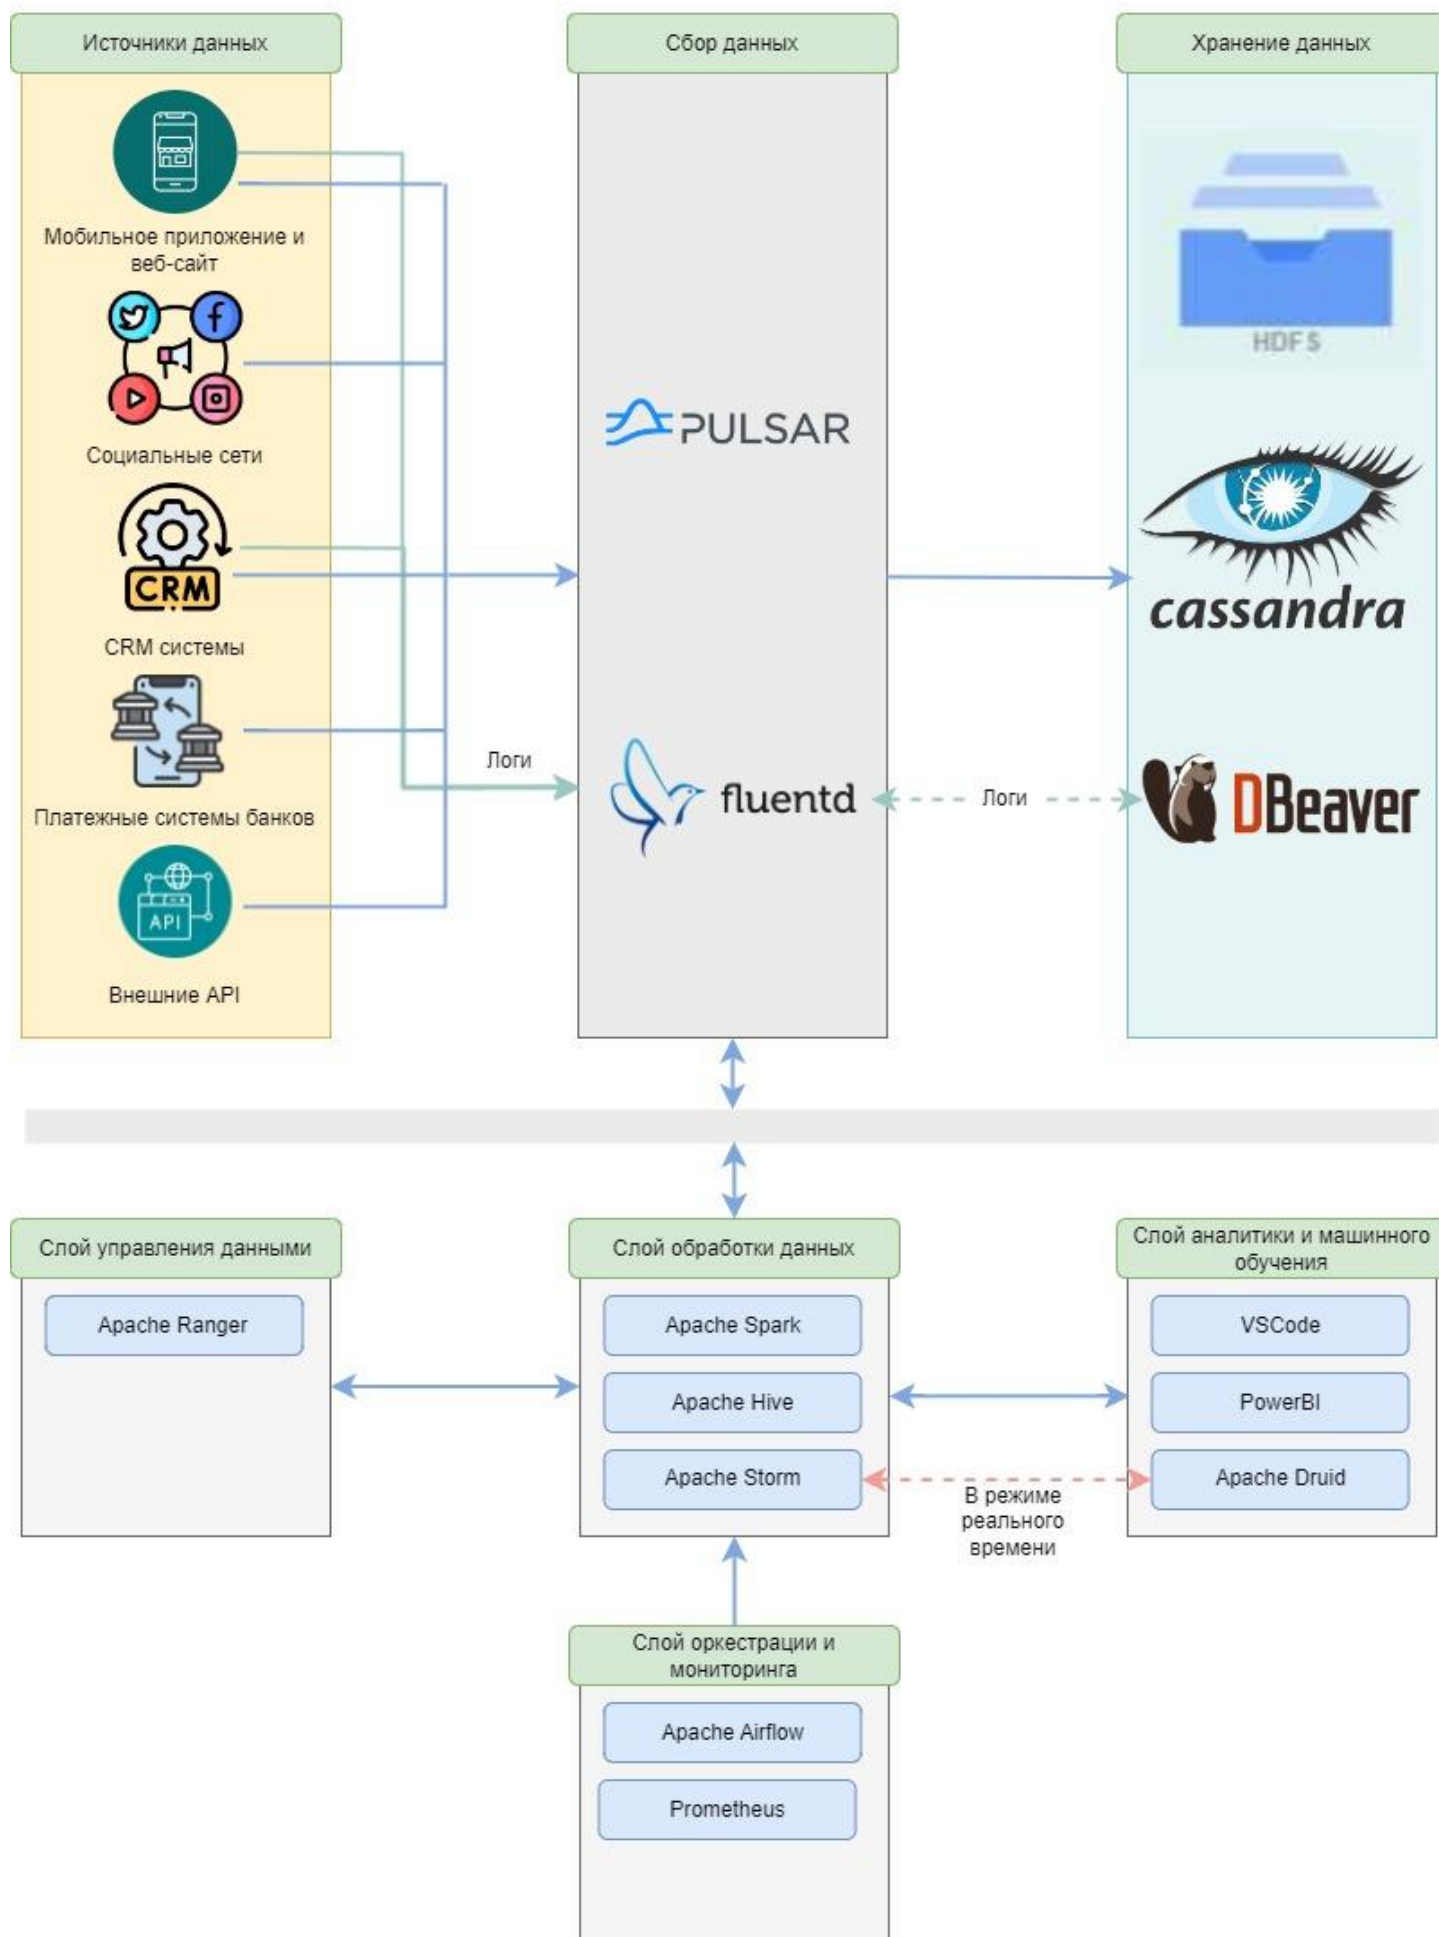 Источники данных
Сбор данных
Хранение данных
Мобильное приложение и
веб-сайт
Социальные сети
CRM
CRM системы
Платежные системы банков
API
Внешние API
Логи
PULSAR
fluentd
Логи
HDFS
cassandra
DBeaver
Слой управления данными
Apache Ranger
Слой обработки данных
Apache Spark
Apache Hive
Apache Storm
В режиме
реального
времени
Слой аналитики и машинного
обучения
VSCode
PowerBI
Apache Druid
Слой оркестрации и
мониторинга
Apache Airflow
Prometheus